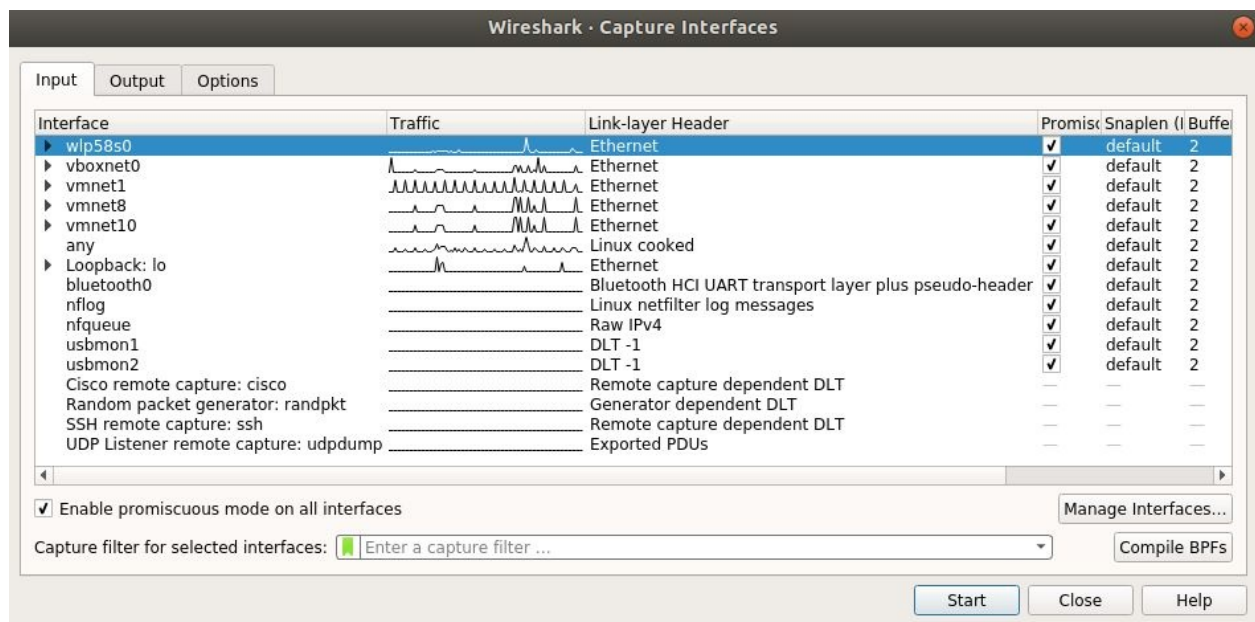 Wireshark · Capture Interfaces
Input Output Options
Interface Traffic Link-layer Header Promisc Snaplen (I Buffe
wlp58s0 Ethernet default 2
vboxnet0 Ethernet default 2
vmnet1 Ethernet default 2
vmnet8 Ethernet default 2
vmnet10 Ethernet default 2
any Linux cooked default 2
Loopback: lo Ethernet default 2
bluetooth0 Bluetooth HCI UART transport layer plus pseudo-header default 2
nflog Linux netfilter log messages default 2
nfqueue Raw IPv4 default 2
usbmon1 DLT -1 default 2
usbmon2 DLT -1 default 2
Cisco remote capture: cisco Remote capture dependent DLT — — —
Random packet generator: randpkt Generator dependent DLT — — —
SSH remote capture: ssh Remote capture dependent DLT — — —
UDP Listener remote capture: udpdump Exported PDUs — — —
Enable promiscuous mode on all interfaces Manage Interfaces...
Capture filter for selected interfaces: Enter a capture filter ... Compile BPFs
Start Close Help